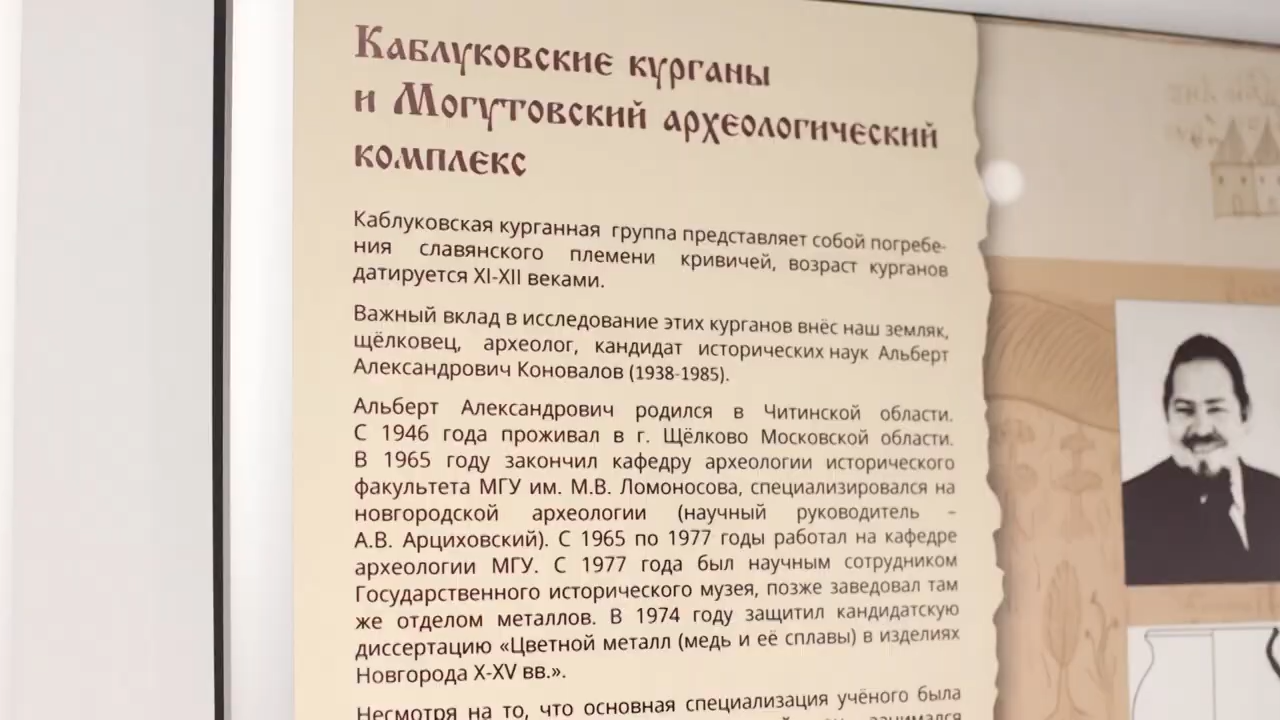 Каблуковские курганы
и Могутовский археологический
комплекс
Каблуковская курганная группа представляет собой погребе-
ния славянского племени кривичей, возраст курганов
датируется XI-XII веками.
Важный вклад в исследование этих курганов внёс наш земляк,
щёлковец, археолог, кандидат исторических наук Альберт
Александрович Коновалов (1938-1985).
Альберт Александрович родился в Читинской области.
С 1946 года проживал в г. Щёлково Московской области.
В 1965 году закончил кафедру археологии исторического
факультета МГУ им. М.В. Ломоносова, специализировался на
новгородской археологии (научный руководитель –
А.В. Арциховский). С 1965 по 1977 годы работал на кафедре
археологии МГУ. С 1977 года был научным сотрудником
Государственного исторического музея, позже заведовал там
же отделом металлов. В 1974 году защитил кандидатскую
диссертацию «Цветной металл (медь и её сплавы) в изделиях
Новгорода X-XV вв.».
Несмотря на то, что основная специализация учёного была
занимался